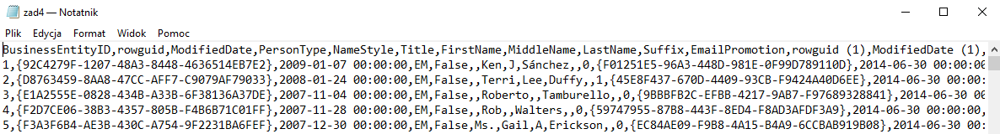 zad4 — Notatnik
Plik Edycja Format Widok Pomoc
BusinessEntityID,rowguid,ModifiedDate,PersonType,NameStyle,Title,FirstName,MiddleName,LastName,Suffix,EmailPromotion,rowguid (1),ModifiedDate (1),
1,{92C4279F-1207-48A3-8448-4636514EB7E2},2009-01-07 00:00:00,EM,False,,Ken,J,Sánchez,,0,{F01251E5-96A3-448D-981E-0F99D789110D},2014-06-30 00:00:00
2,{D8763459-8AA8-47CC-AFF7-C9079AF79033},2008-01-24 00:00:00,EM,False,,Terri,Lee,Duffy,,1,{45E8F437-670D-4409-93CB-F9424A40D6EE},2014-06-30 00:00:
3,{E1A2555E-0828-434B-A33B-6F38136A37DE},2007-11-04 00:00:00,EM,False,,Roberto,,Tamburello,,0,{9BBBFB2C-EFBB-4217-9AB7-F97689328841},2014-06-30 00
4,{F2D7CE06-38B3-4357-805B-F4B6B71C01FF},2007-11-28 00:00:00,EM,False,,Rob,,Walters,,0,{59747955-87B8-443F-8ED4-F8AD3AFDF3A9},2014-06-30 00:00:00,
5,{F3A3F6B4-AE3B-430C-A754-9F2231BA6FEF},2007-12-30 00:00:00,EM,False,Ms.,Gail,A,Erickson,,0,{EC84AE09-F9B8-4A15-B4A9-6CCBAB919B08},2014-06-30 00: